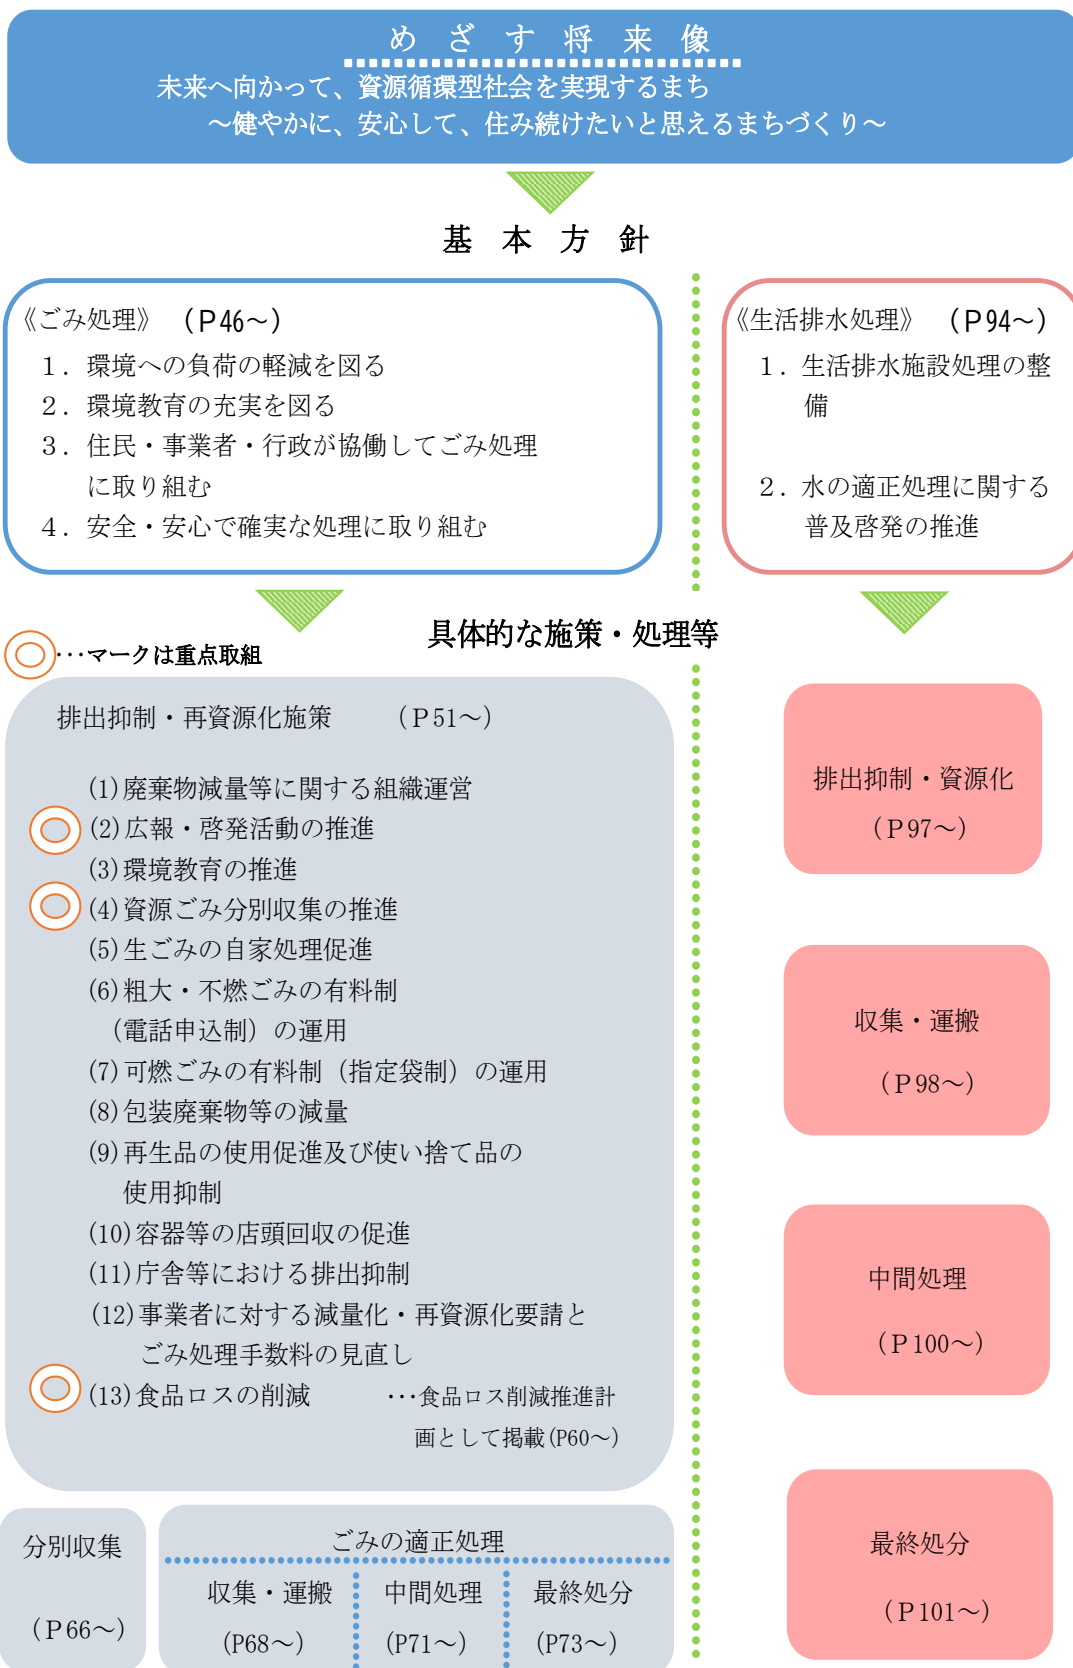 めざす将来像
未来へ向かって、資源循環型社会を実現するまち
～健やかに、安心して、住み続けたいと思えるまちづくり～
基本方針
《ごみ処理》 （P46～）
１．環境への負荷の軽減を図る
２．環境教育の充実を図る
３．住民・事業者・行政が協働してごみ処理
に取り組む
４．安全・安心で確実な処理に取り組む
《生活排水処理》 （P94～）
１．生活排水施設処理の整
備
２．水の適正処理に関する
普及啓発の推進
具体的な施策・処理等
･･･マークは重点取組
排出抑制・再資源化施策 （P51～）
(1)廃棄物減量等に関する組織運営
(2)広報・啓発活動の推進
(3)環境教育の推進
(4)資源ごみ分別収集の推進
(5)生ごみの自家処理促進
(6)粗大・不燃ごみの有料制
（電話申込制）の運用
(7)可燃ごみの有料制（指定袋制）の運用
(8)包装廃棄物等の減量
(9)再生品の使用促進及び使い捨て品の
使用抑制
(10)容器等の店頭回収の促進
(11)庁舎等における排出抑制
(12)事業者に対する減量化・再資源化要請と
ごみ処理手数料の見直し
(13)食品ロスの削減 ･･･食品ロス削減推進計
画として掲載(P60～)
分別収集
（P66～）
ごみの適正処理
収集・運搬
(P68～)
中間処理
(P71～)
最終処分
(P73～)
排出抑制・資源化
（P97～）
収集・運搬
（P98～）
中間処理
（P100～）
最終処分
（P101～）